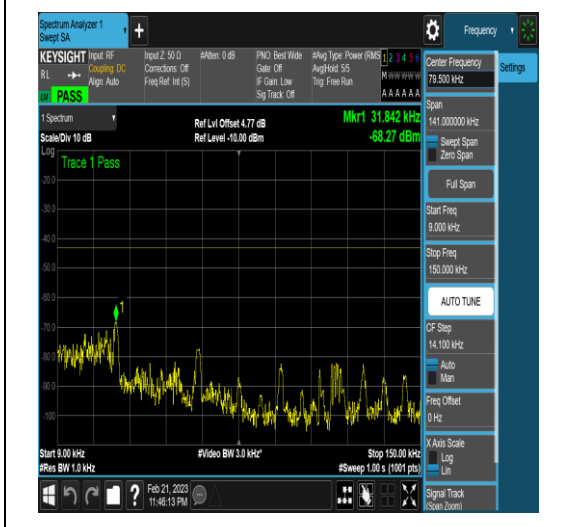 Spectrum Analyzer 1
Swept SA
+
Frequency
KEYSIGHT
RL
PASS
Input: RF
Coupling: DC
Align: Auto
Input Z: 50 Ω
Corrections: Off
Freq Ref: Int (S)
#Atten: 0 dB
PNO: Best Wide
Gate: Off
IF Gain: Low
Sig Track: Off
#Avg Type: Power (RMS)
Avg|Hold: 5/5
Trig: Free Run
1 2 3 4 5 6
M W W W W W
A A A A A A
1 Spectrum
Scale/Div 10 dB
Ref Lvl Offset 4.77 dB
Ref Level -10.00 dBm
Mkr1 31.842 kHz
-68.27 dBm
Log
Trace 1 Pass
-20.0
-30.0
-40.0
-50.0
-60.0
-70.0
-80.0
-90.0
-100
1
Start 9.00 kHz
#Res BW 1.0 kHz
#Video BW 3.0 kHz*
Stop 150.00 kHz
#Sweep 1.00 s (1001 pts)
?
Feb 21, 2023
11:46:13 PM
Center Frequency
79.500 kHz
Settings
Span
141.000000 kHz
Swept Span
Zero Span
Full Span
Start Freq
9.000 kHz
Stop Freq
150.000 kHz
AUTO TUNE
CF Step
14.100 kHz
Auto
Man
Freq Offset
0 Hz
X Axis Scale
Log
Lin
Signal Track
(Span Zoom)